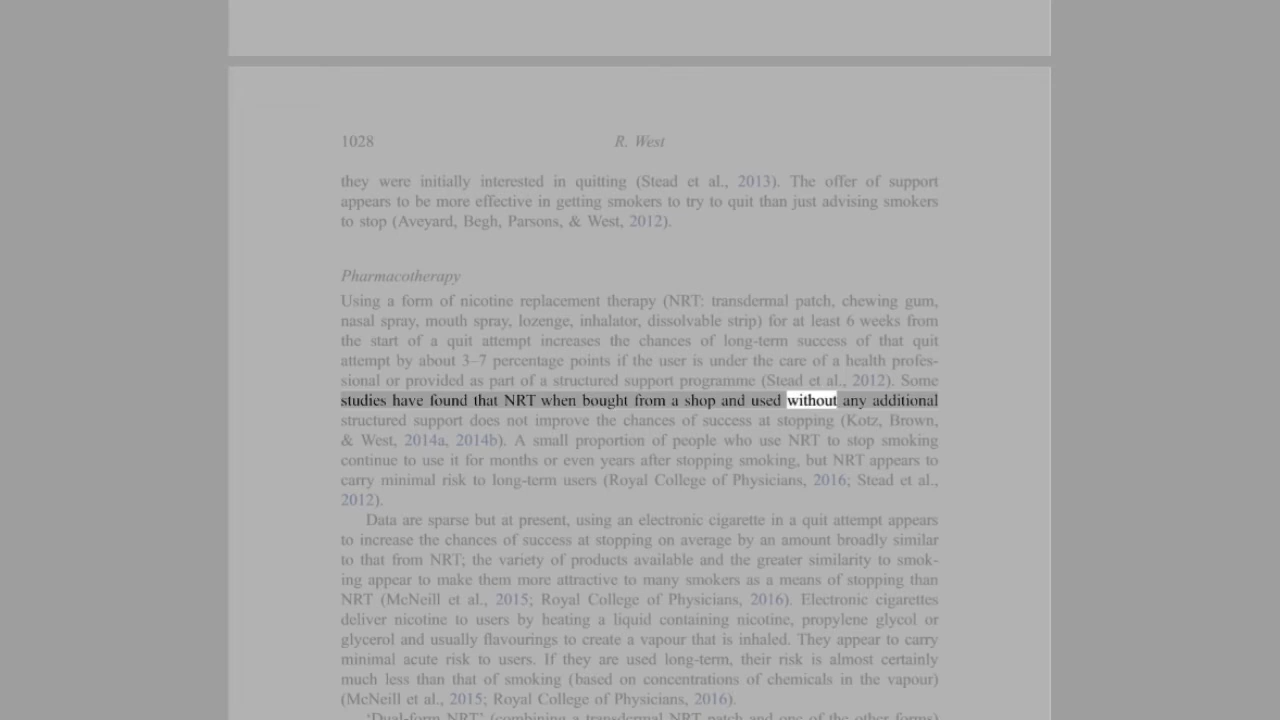 1028 R. West
they were initially interested in quitting (Stead et al., 2013). The offer of support
appears to be more effective in getting smokers to try to quit than just advising smokers
to stop (Aveyard, Begh, Parsons, & West, 2012).
Pharmacotherapy
Using a form of nicotine replacement therapy (NRT: transdermal patch, chewing gum,
nasal spray, mouth spray, lozenge, inhalator, dissolvable strip) for at least 6 weeks from
the start of a quit attempt increases the chances of long-term success of that quit
attempt by about 3–7 percentage points if the user is under the care of a health profes-
sional or provided as part of a structured support programme (Stead et al., 2012). Some
studies have found that NRT when bought from a shop and used without any additional
structured support does not improve the chances of success at stopping (Kotz, Brown,
& West, 2014a, 2014b). A small proportion of people who use NRT to stop smoking
continue to use it for months or even years after stopping smoking, but NRT appears to
carry minimal risk to long-term users (Royal College of Physicians, 2016; Stead et al.,
2012).
Data are sparse but at present, using an electronic cigarette in a quit attempt appears
to increase the chances of success at stopping on average by an amount broadly similar
to that from NRT; the variety of products available and the greater similarity to smok-
ing appear to make them more attractive to many smokers as a means of stopping than
NRT (McNeill et al., 2015; Royal College of Physicians, 2016). Electronic cigarettes
deliver nicotine to users by heating a liquid containing nicotine, propylene glycol or
glycerol and usually flavourings to create a vapour that is inhaled. They appear to carry
minimal acute risk to users. If they are used long-term, their risk is almost certainly
much less than that of smoking (based on concentrations of chemicals in the vapour)
(McNeill et al., 2015; Royal College of Physicians, 2016).
'Dual-form NRT' (combining a transdermal NRT patch and one of the other forms)